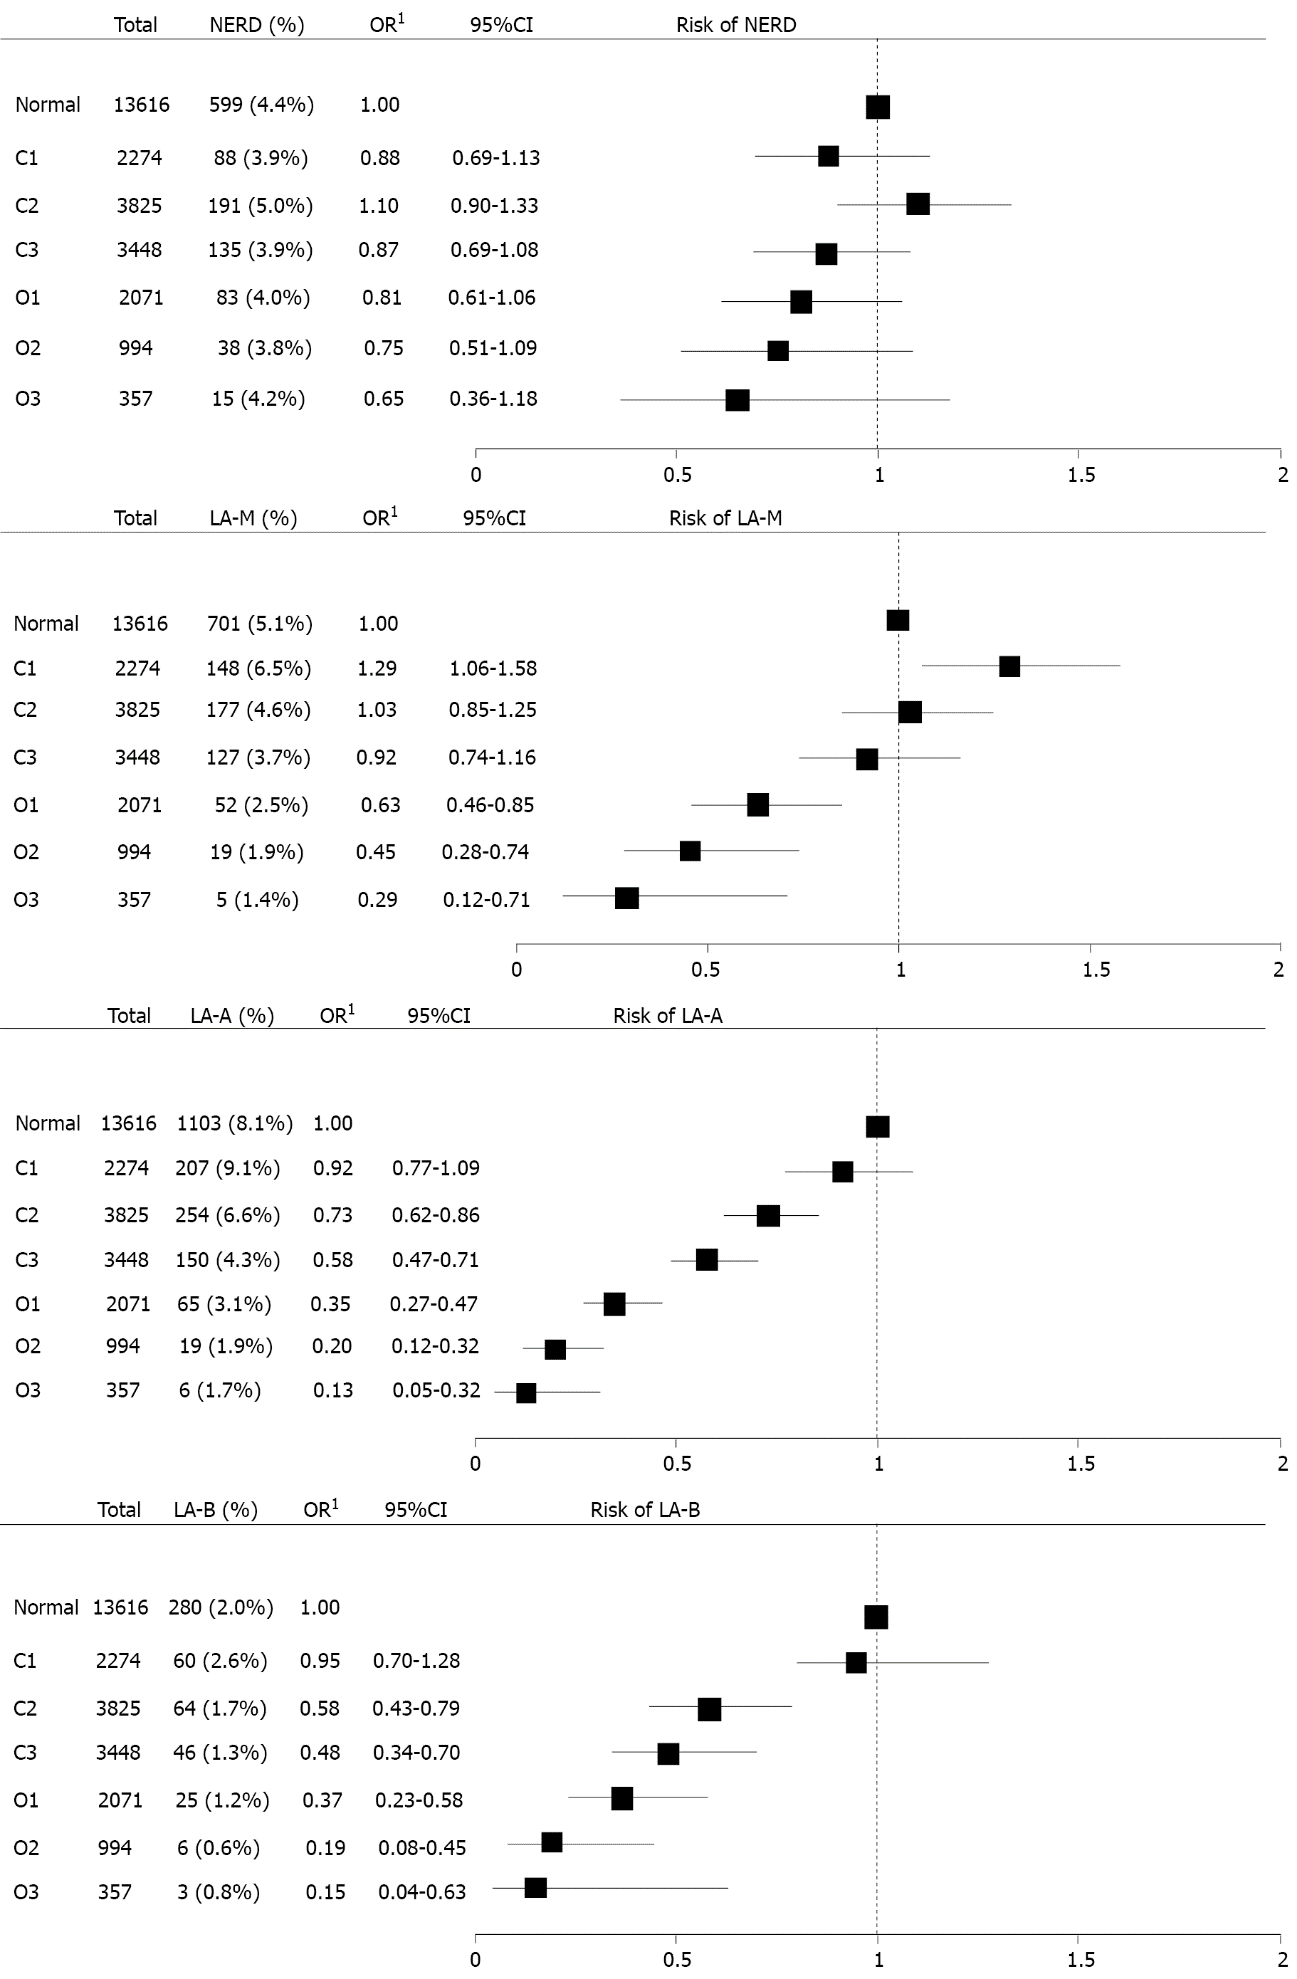 Total NERD (%) OR1 95%CI Risk of NERD
Normal 13616 599 (4.4%) 1.00
C1 2274 88 (3.9%) 0.88 0.69-1.13
C2 3825 191 (5.0%) 1.10 0.90-1.33
C3 3448 135 (3.9%) 0.87 0.69-1.08
O1 2071 83 (4.0%) 0.81 0.61-1.06
O2 994 38 (3.8%) 0.75 0.51-1.09
O3 357 15 (4.2%) 0.65 0.36-1.18
0 0.5 1 1.5 2
Total LA-M (%) OR1 95%CI Risk of LA-M
Normal 13616 701 (5.1%) 1.00
C1 2274 148 (6.5%) 1.29 1.06-1.58
C2 3825 177 (4.6%) 1.03 0.85-1.25
C3 3448 127 (3.7%) 0.92 0.74-1.16
O1 2071 52 (2.5%) 0.63 0.46-0.85
O2 994 19 (1.9%) 0.45 0.28-0.74
O3 357 5 (1.4%) 0.29 0.12-0.71
0 0.5 1 1.5 2
Total LA-A (%) OR1 95%CI Risk of LA-A
Normal 13616 1103 (8.1%) 1.00
C1 2274 207 (9.1%) 0.92 0.77-1.09
C2 3825 254 (6.6%) 0.73 0.62-0.86
C3 3448 150 (4.3%) 0.58 0.47-0.71
O1 2071 65 (3.1%) 0.35 0.27-0.47
O2 994 19 (1.9%) 0.20 0.12-0.32
O3 357 6 (1.7%) 0.13 0.05-0.32
0 0.5 1 1.5 2
Total LA-B (%) OR1 95%CI Risk of LA-B
Normal 13616 280 (2.0%) 1.00
C1 2274 60 (2.6%) 0.95 0.70-1.28
C2 3825 64 (1.7%) 0.58 0.43-0.79
C3 3448 46 (1.3%) 0.48 0.34-0.70
O1 2071 25 (1.2%) 0.37 0.23-0.58
O2 994 6 (0.6%) 0.19 0.08-0.45
O3 357 3 (0.8%) 0.15 0.04-0.63
0 0.5 1 1.5 2